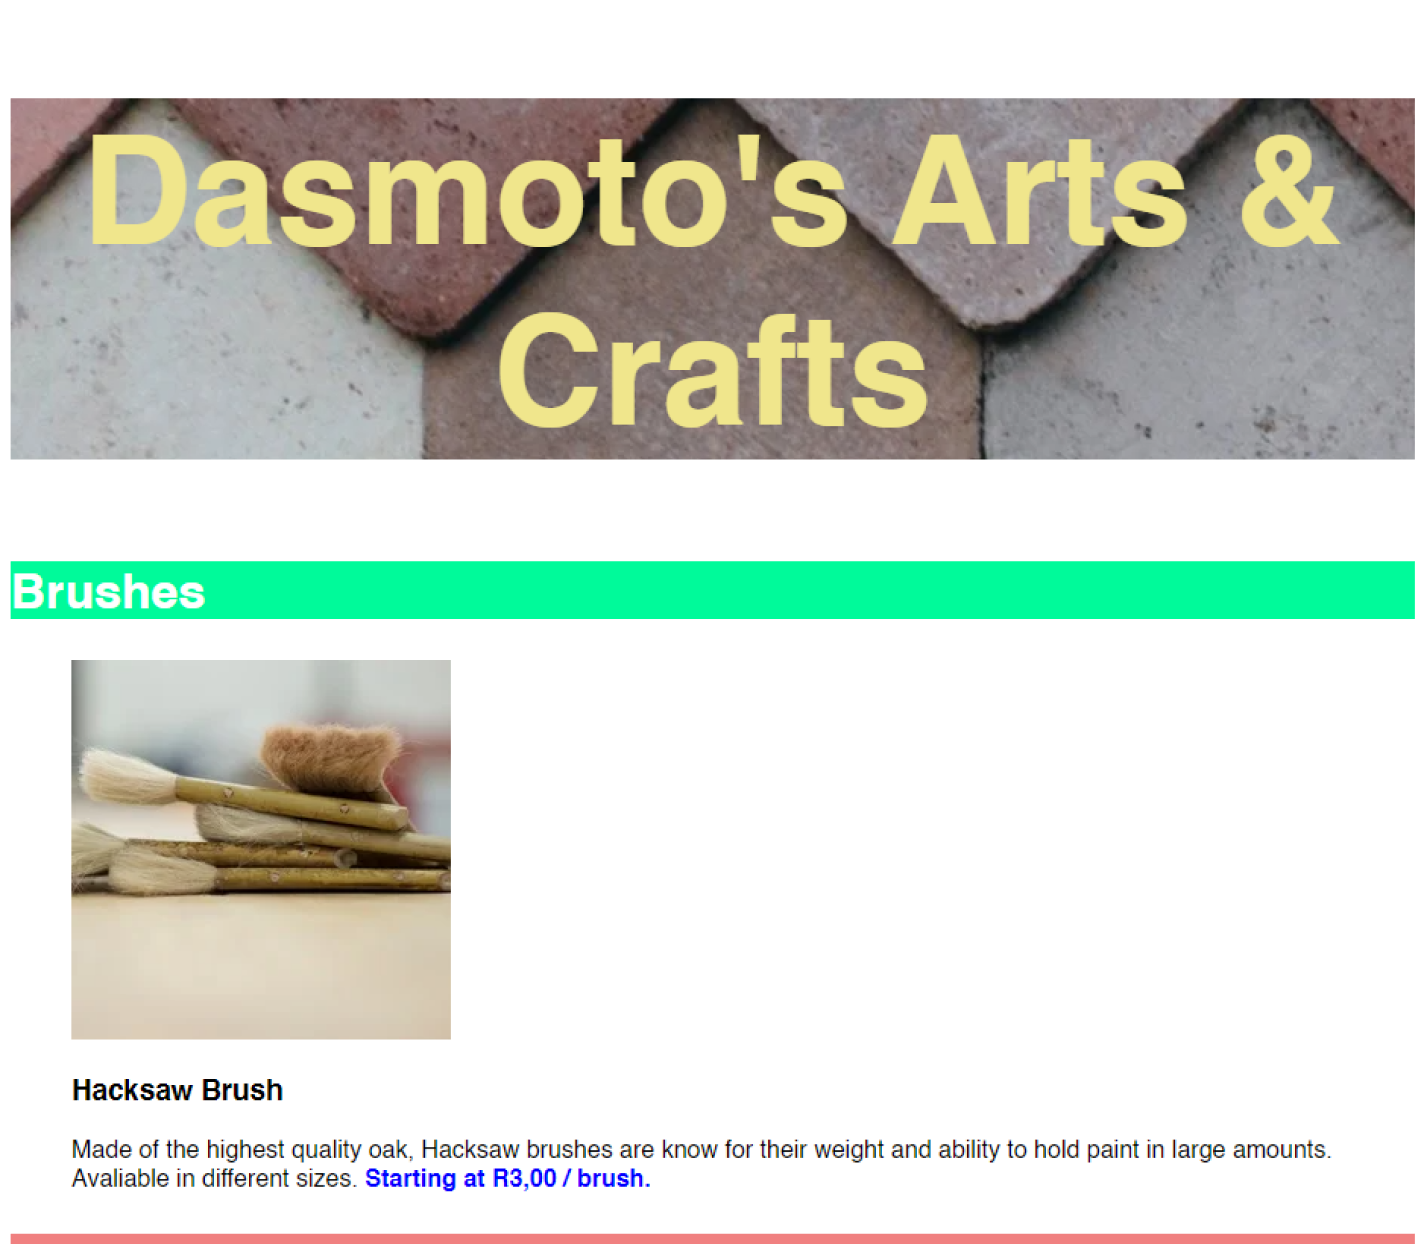 Dasmoto's Arts &
Crafts
Brushes
Hacksaw Brush
Made of the highest quality oak, Hacksaw brushes are know for their weight and ability to hold paint in large amounts.
Avaliable in different sizes. Starting at R3,00 / brush.